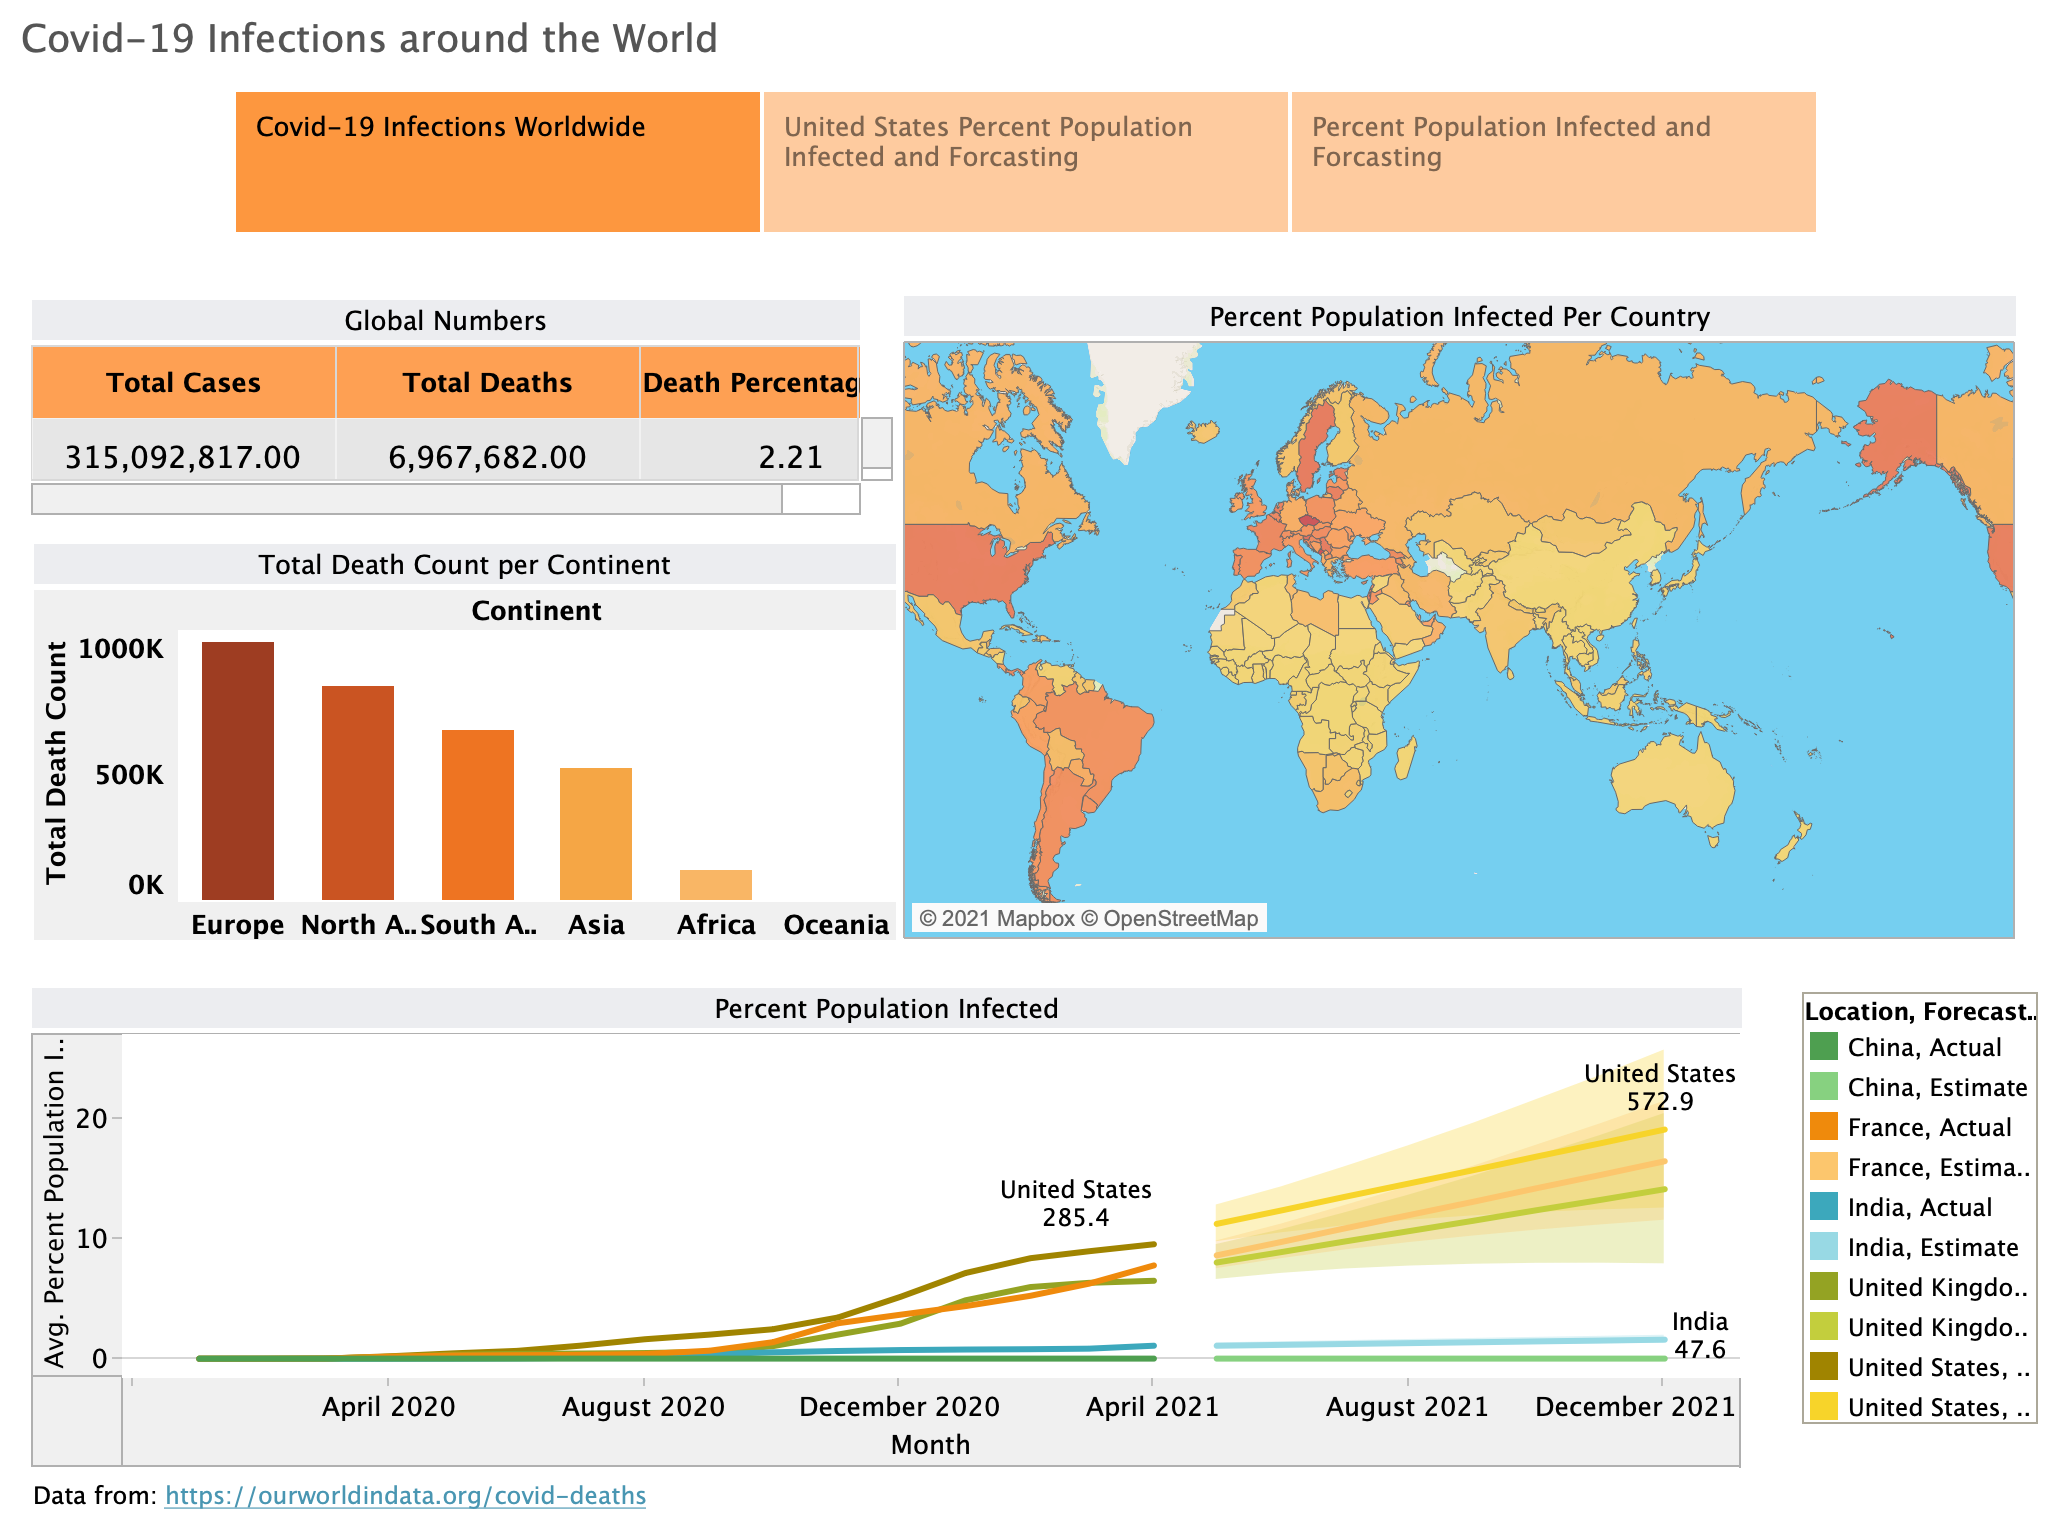 Covid-19 Infections around the World
Covid-19 Infections Worldwide
United States Percent Population
Infected and Forcasting
Percent Population Infected and
Forcasting
Global Numbers
Total Cases
Total Deaths
Death Percentag
315,092,817.00
6,967,682.00
2.21
Percent Population Infected Per Country
© 2021 Mapbox © OpenStreetMap
Total Death Count per Continent
Continent
Total Death Count
1000K
500K
0K
Europe
North A..
South A..
Asia
Africa
Oceania
Percent Population Infected
Avg. Percent Population I..
20
10
0
United States
285.4
United States
572.9
India
47.6
April 2020
August 2020
December 2020
April 2021
August 2021
December 2021
Month
Location, Forecast..
China, Actual
China, Estimate
France, Actual
France, Estima..
India, Actual
India, Estimate
United Kingdo..
United Kingdo..
United States, ..
United States, ..
Data from: https://ourworldindata.org/covid-deaths